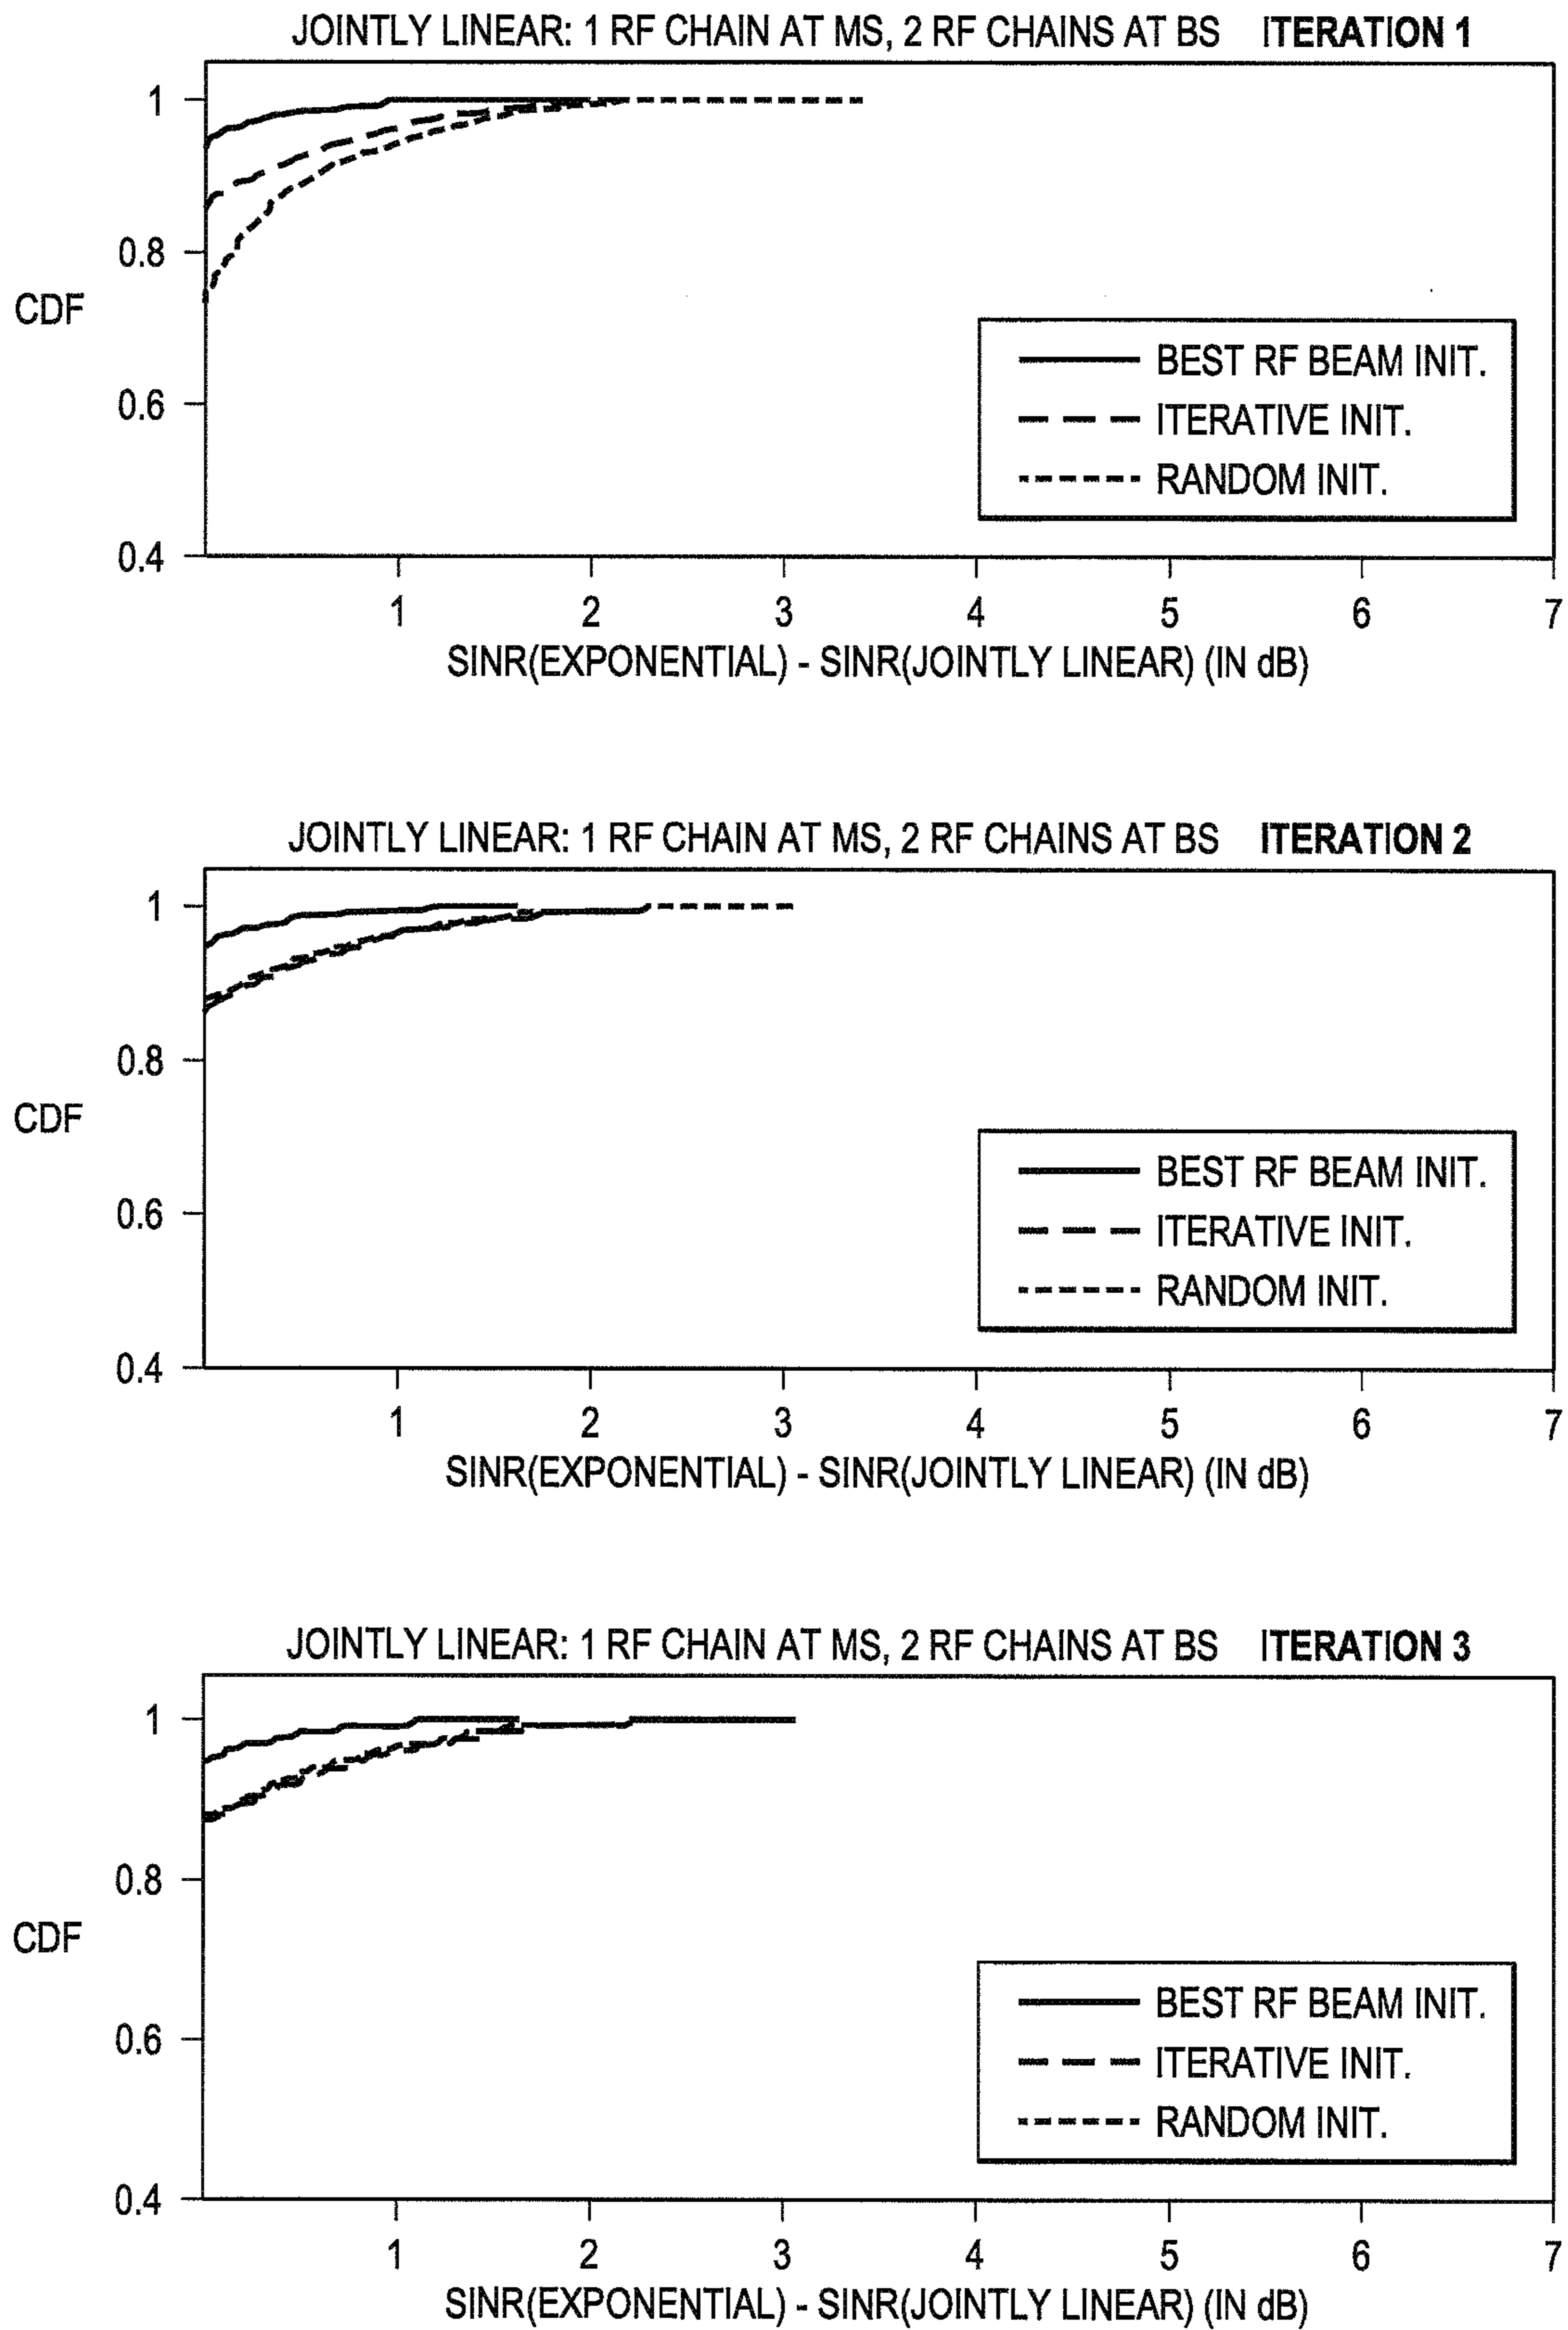 JOINTLY LINEAR: 1 RF CHAIN AT MS, 2 RF CHAINS AT BS ITERATION 1
1
0.8
CDF
0.6
0.4
BEST RF BEAM INIT.
ITERATIVE INIT.
RANDOM INIT.
1 2 3 4 5 6 7
SINR(EXPONENTIAL) - SINR(JOINTLY LINEAR) (IN dB)
JOINTLY LINEAR: 1 RF CHAIN AT MS, 2 RF CHAINS AT BS ITERATION 2
1
0.8
CDF
0.6
0.4
BEST RF BEAM INIT.
ITERATIVE INIT.
RANDOM INIT.
1 2 3 4 5 6 7
SINR(EXPONENTIAL) - SINR(JOINTLY LINEAR) (IN dB)
JOINTLY LINEAR: 1 RF CHAIN AT MS, 2 RF CHAINS AT BS ITERATION 3
1
0.8
CDF
0.6
0.4
BEST RF BEAM INIT.
ITERATIVE INIT.
RANDOM INIT.
1 2 3 4 5 6 7
SINR(EXPONENTIAL) - SINR(JOINTLY LINEAR) (IN dB)